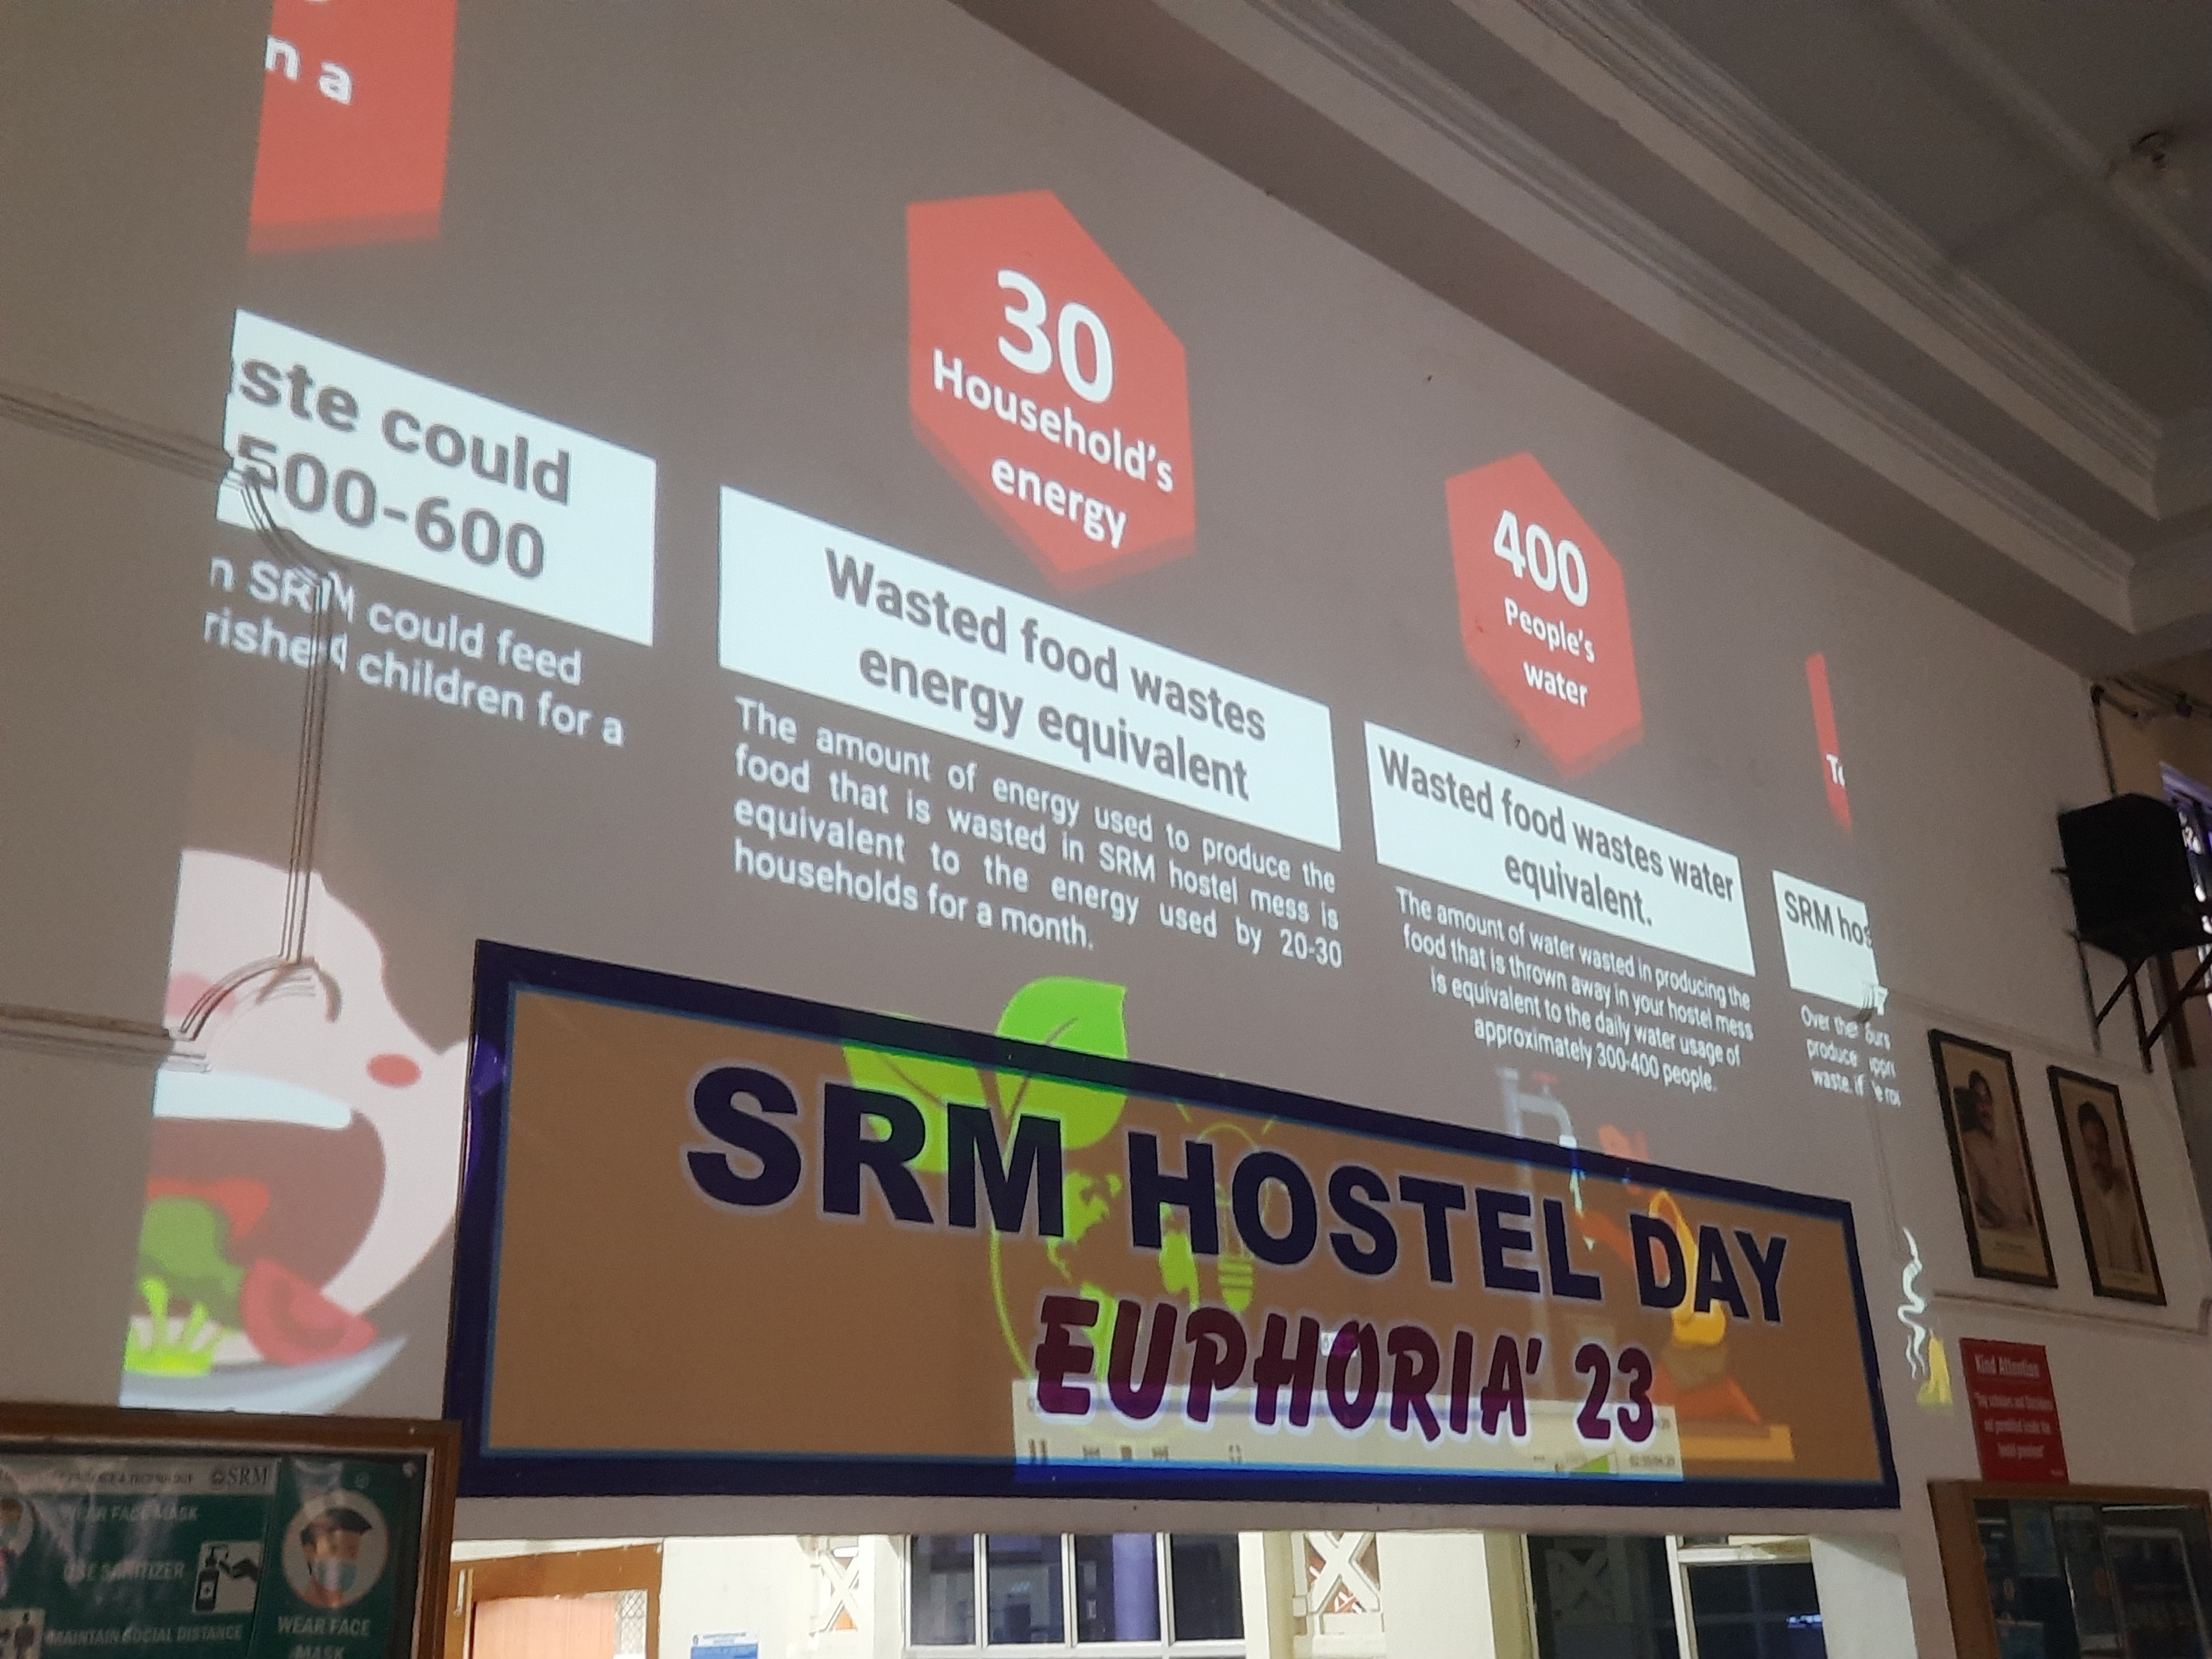 n a
ste could
500-600
n SRM could feed
rished children for a
30
Household's
energy
Wasted food wastes
energy equivalent
The amount of energy used to produce the
food that is wasted in SRM hostel mess is
equivalent to the energy used by 20-30
households for a month.
400
People's
water
Wasted food wastes water
equivalent.
The amount of water wasted in producing the
food that is thrown away in your hostel mess
is equivalent to the daily water usage of
approximately 300-400 people.
SRM hos
produce
waste. if
SRM HOSTEL DAY
EUPHORIA' 23
Kind Attention
SRM
WEAR FACE MASK
USE SANITIZER
MAINTAIN SOCIAL DISTANCE
WEAR FACE
MASK